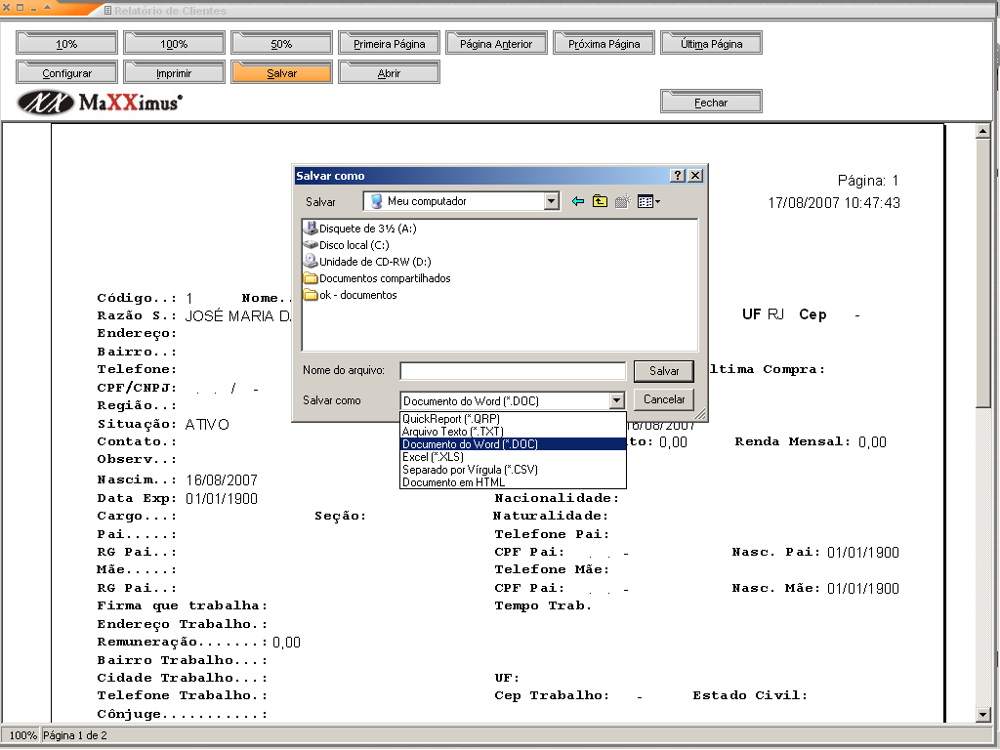 Relatório de Clientes
10% 100% 50% Primeira Página Página Anterior Próxima Página Última Página
Configurar Imprimir Salvar Abrir
MaXXimus
Fechar
Salvar como
Página: 1
Salvar Meu computador
17/08/2007 10:47:43
Disquete de 3½ (A:)
Disco local (C:)
Unidade de CD-RW (D:)
Documentos compartilhados
ok - documentos
Código..: 1 Nome..
Razão S.: JOSÉ MARIA D. UF RJ Cep -
Endereço:
Bairro..:
Telefone: ltima Compra:
Nome do arquivo: Salvar
CPF/CNPJ: . . / -
Salvar como Documento do Word (*.DOC) Cancelar
Região..:
QuickReport (*.QRP)
Arquivo Texto (*.TXT)
Documento do Word (*.DOC)
Excel (*.XLS)
Separado por Vírgula (*.CSV)
Documento em HTML
Situação: ATIVO 16/08/2007
Contato.: to: 0,00 Renda Mensal: 0,00
Observ..:
Nascim..: 16/08/2007
Data Exp: 01/01/1900 Nacionalidade:
Cargo...: Seção: Naturalidade:
Pai.....: Telefone Pai:
RG Pai..: CPF Pai: . . - Nasc. Pai: 01/01/1900
Mãe.....: Telefone Mãe:
RG Pai..: CPF Pai: . . - Nasc. Mãe: 01/01/1900
Firma que trabalha: Tempo Trab.
Endereço Trabalho.:
Remuneração.......: 0,00
Bairro Trabalho...:
Cidade Trabalho...: UF:
Telefone Trabalho.: Cep Trabalho: - Estado Civil:
Cônjuge...........:
100% Página 1 de 2